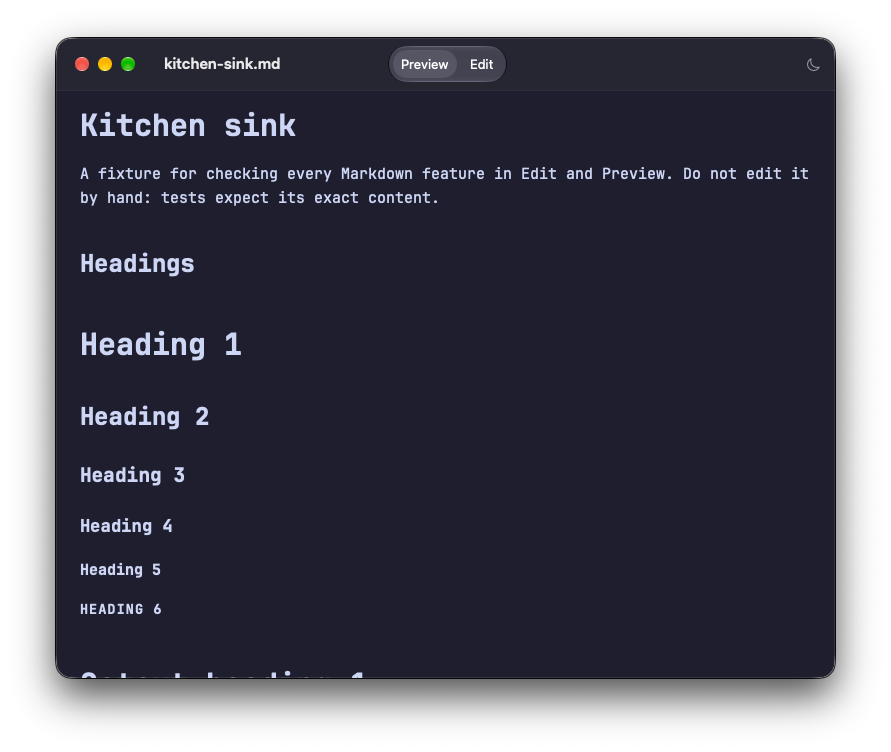 kitchen-sink.md
Preview
Edit
Kitchen sink
A fixture for checking every Markdown feature in Edit and Preview. Do not edit it
by hand: tests expect its exact content.
Headings
Heading 1
Heading 2
Heading 3
Heading 4
Heading 5
HEADING 6